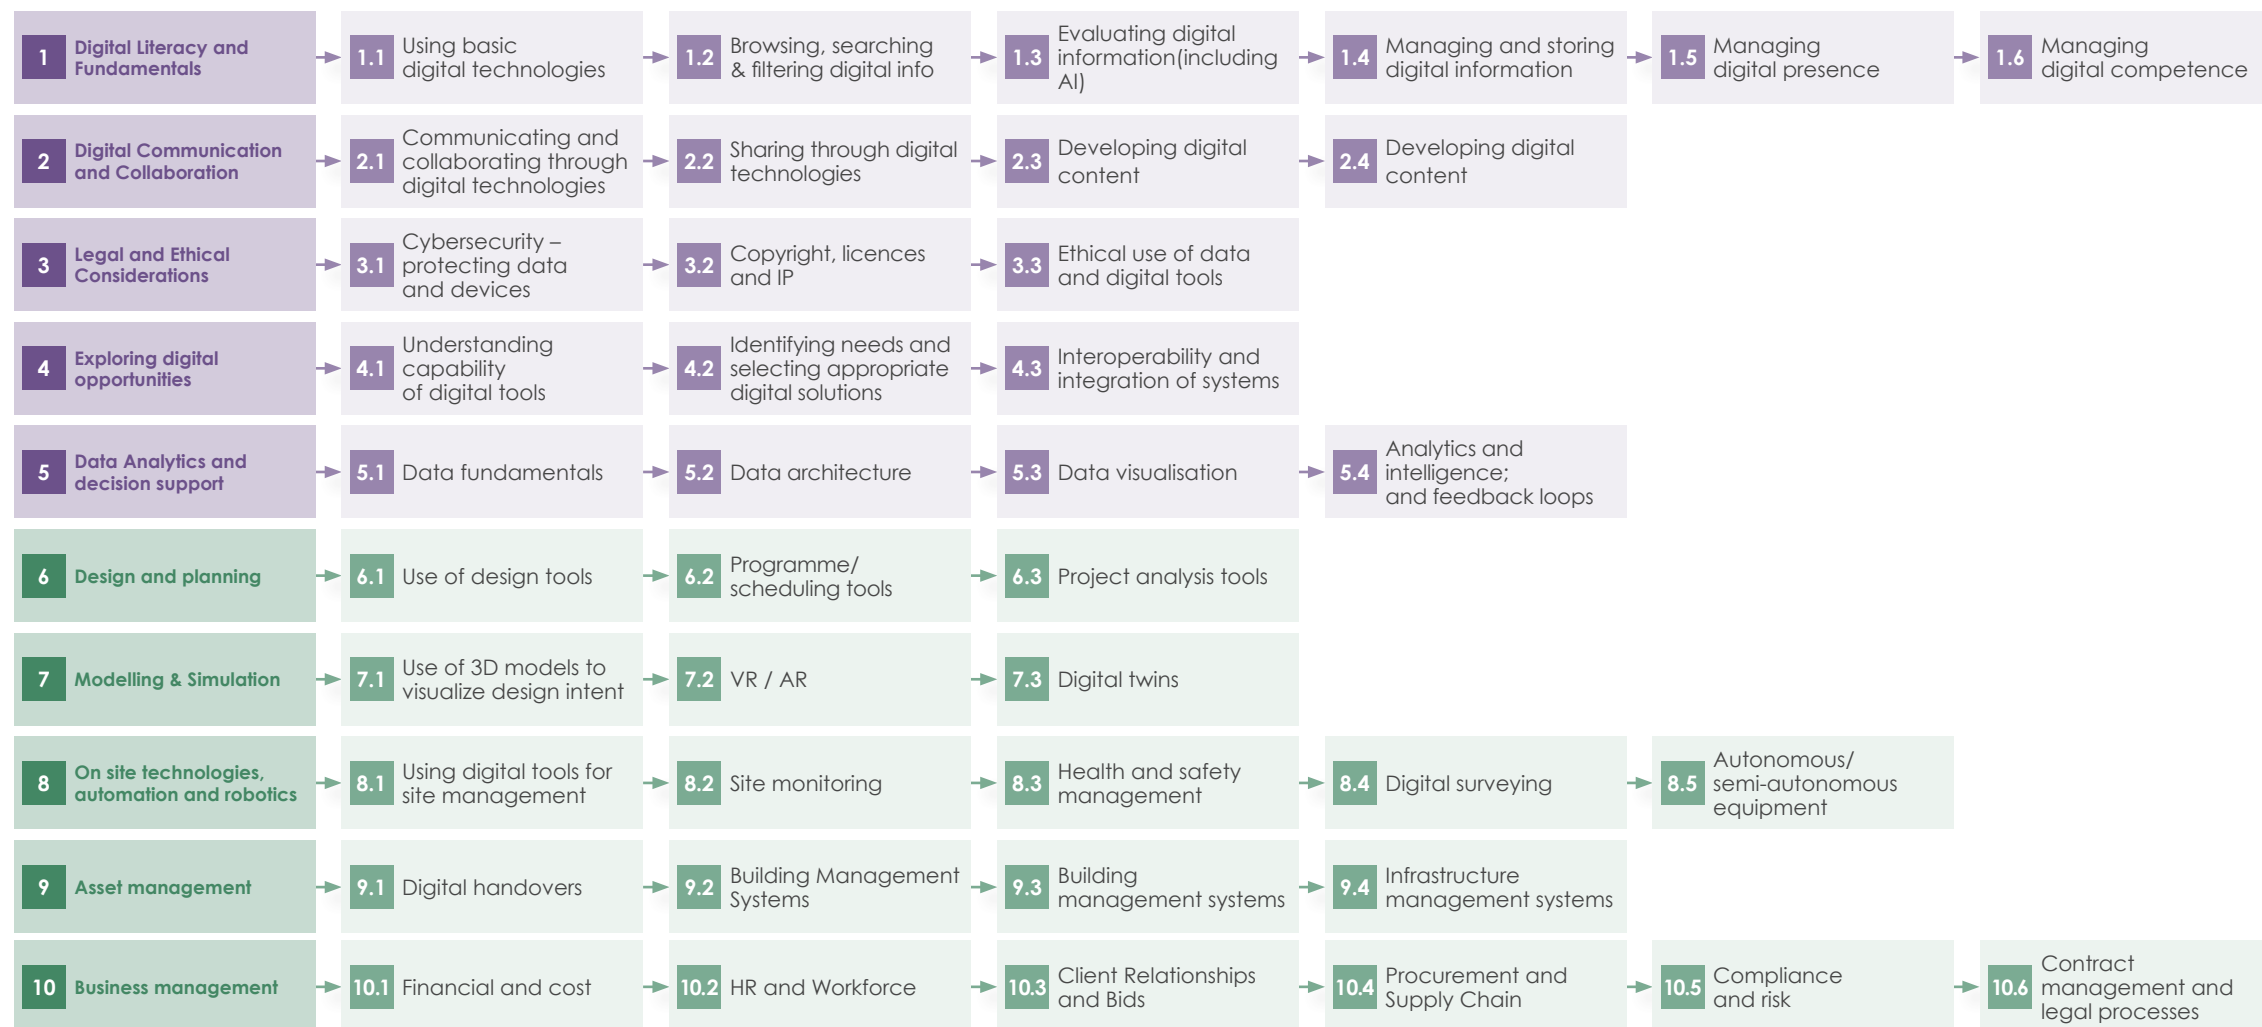 1
Digital Literacy and
Fundamentals
1.1
Using basic
digital technologies
1.2
Browsing, searching
& filtering digital info
1.3
Evaluating digital
information(including
AI)
1.4
Managing and storing
digital information
1.5
Managing
digital presence
1.6
Managing
digital competence
2
Digital Communication
and Collaboration
2.1
Communicating and
collaborating through
digital technologies
2.2
Sharing through digital
technologies
2.3
Developing digital
content
2.4
Developing digital
content
3
Legal and Ethical
Considerations
3.1
Cybersecurity –
protecting data
and devices
3.2
Copyright, licences
and IP
3.3
Ethical use of data
and digital tools
4
Exploring digital
opportunities
4.1
Understanding
capability
of digital tools
4.2
Identifying needs and
selecting appropriate
digital solutions
4.3
Interoperability and
integration of systems
5
Data Analytics and
decision support
5.1
Data fundamentals
5.2
Data architecture
5.3
Data visualisation
5.4
Analytics and
intelligence;
and feedback loops
6
Design and planning
6.1
Use of design tools
6.2
Programme/
scheduling tools
6.3
Project analysis tools
7
Modelling & Simulation
7.1
Use of 3D models to
visualize design intent
7.2
VR / AR
7.3
Digital twins
8
On site technologies,
automation and robotics
8.1
Using digital tools for
site management
8.2
Site monitoring
8.3
Health and safety
management
8.4
Digital surveying
8.5
Autonomous/
semi-autonomous
equipment
9
Asset management
9.1
Digital handovers
9.2
Building Management
Systems
9.3
Building
management systems
9.4
Infrastructure
management systems
10
Business management
10.1
Financial and cost
10.2
HR and Workforce
10.3
Client Relationships
and Bids
10.4
Procurement and
Supply Chain
10.5
Compliance
and risk
10.6
Contract
management and
legal processes